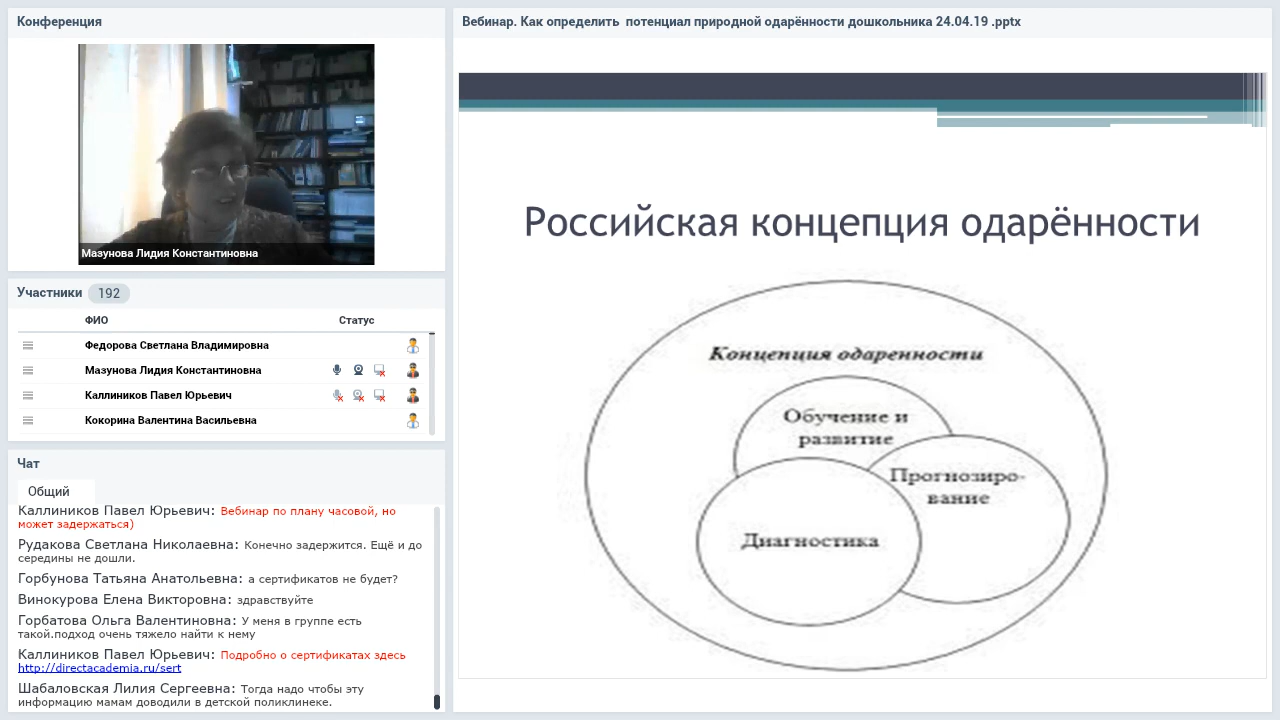 Конференция
Мазунова Лидия Константиновна
Участники 192
ФИО Статус
Федорова Светлана Владимировна
Мазунова Лидия Константиновна
Каллиников Павел Юрьевич
Кокорина Валентина Васильевна
Чат
Общий
Каллиников Павел Юрьевич: Вебинар по плану часовой, но
может задержаться)
Рудакова Светлана Николаевна: Конечно задержится. Ещё и до
середины не дошли.
Горбунова Татьяна Анатольевна: а сертификатов не будет?
Винокурова Елена Викторовна: здравствуйте
Горбатова Ольга Валентиновна: У меня в группе есть
такой.подход очень тяжело найти к нему
Каллиников Павел Юрьевич: Подробно о сертификатах здесь
http://directacademia.ru/sert
Шабаловская Лилия Сергеевна: Тогда надо чтобы эту
информацию мамам доводили в детской поликлинеке.
Вебинар. Как определить  потенциал природной одарённости дошкольника 24.04.19 .pptx
Российская концепция одарённости
Концепция одаренности
Обучение и
развитие
Прогнозиро-
вание
Диагностика